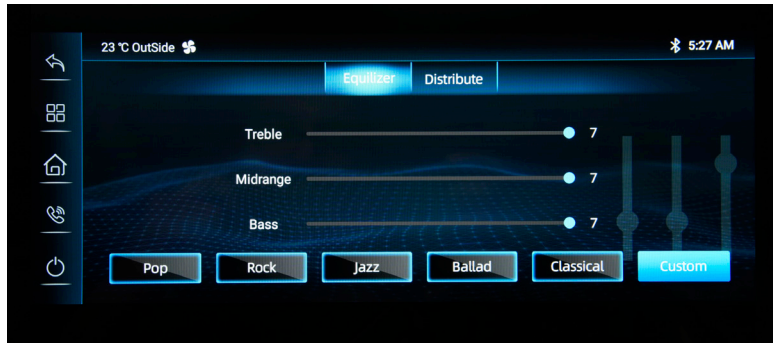 23 °C OutSide 5:27 AM
Equilizer Distribute
Treble 7
Midrange 7
Bass 7
Pop Rock Jazz Ballad Classical Custom